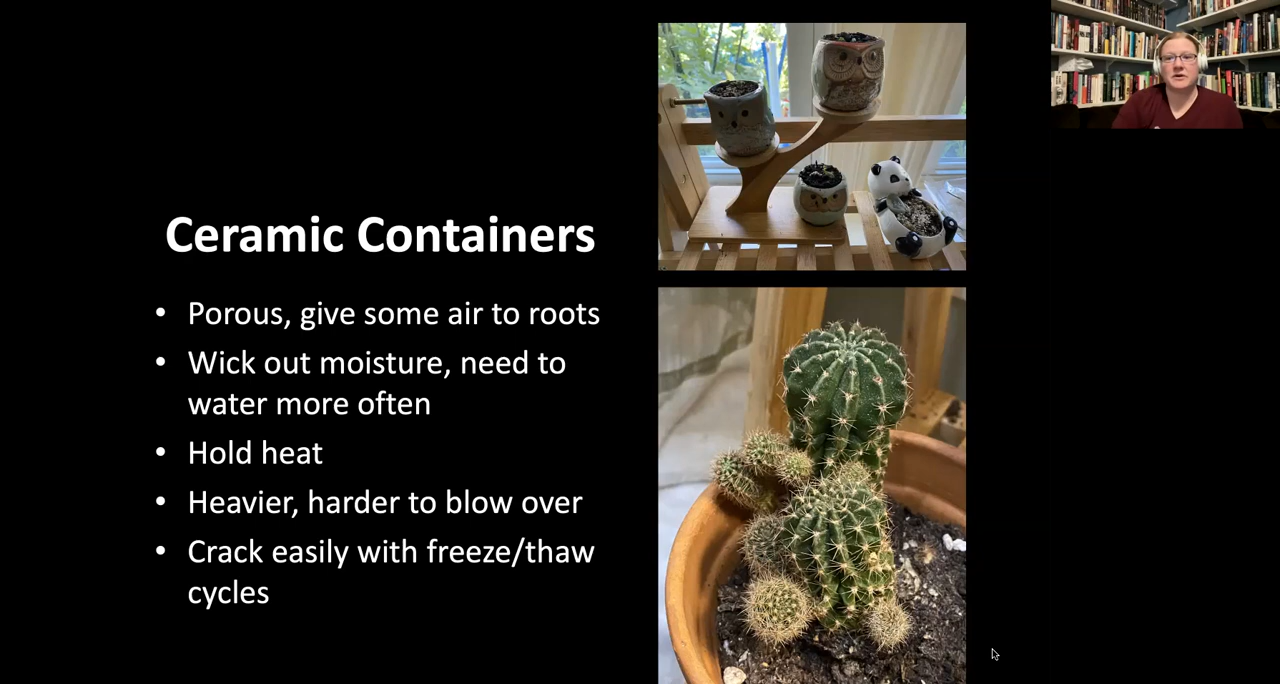 Ceramic Containers
• Porous, give some air to roots
• Wick out moisture, need to
water more often
• Hold heat
• Heavier, harder to blow over
• Crack easily with freeze/thaw
cycles